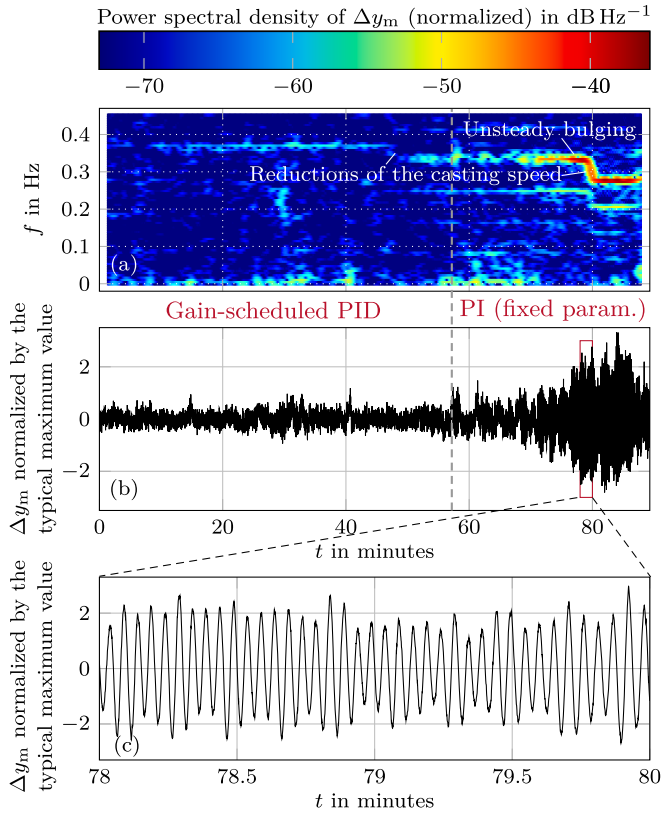 Power spectral density of Δy_m (normalized) in dB Hz⁻¹
−70 −60 −50 −40
0.4
0.3
0.2
0.1
0
f in Hz
Unsteady bulging
Reductions of the casting speed
(a)
Gain-scheduled PID
PI (fixed param.)
Δy_m normalized by the
typical maximum value
2
0
−2
(b)
0 20 40 60 80
t in minutes
Δy_m normalized by the
typical maximum value
2
0
−2
(c)
78 78.5 79 79.5 80
t in minutes